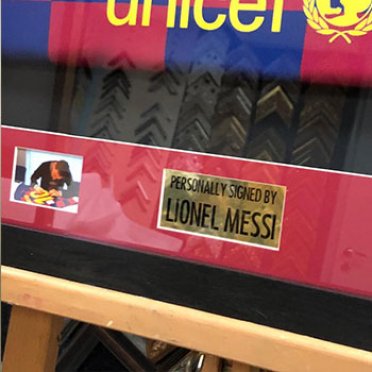 unicef
PERSONALLY SIGNED BY
LIONEL MESSI